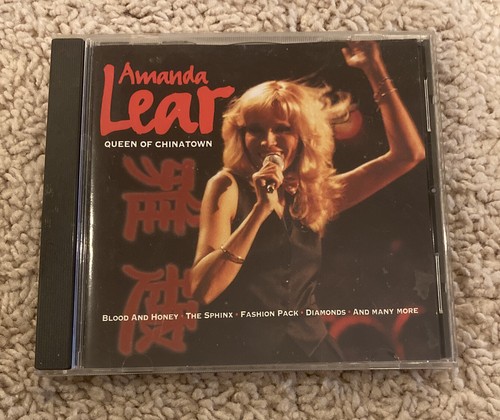 Amanda
Lear
QUEEN OF CHINATOWN
BLOOD AND HONEY · THE SPHINX · FASHION PACK · DIAMONDS · AND MANY MORE